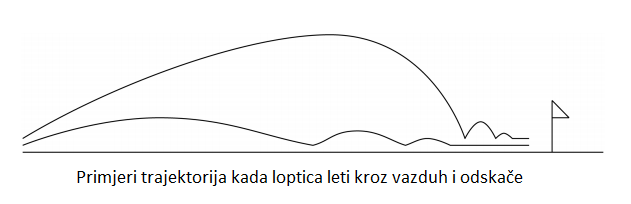 Primjeri trajektorija kada loptica leti kroz vazduh i odskače